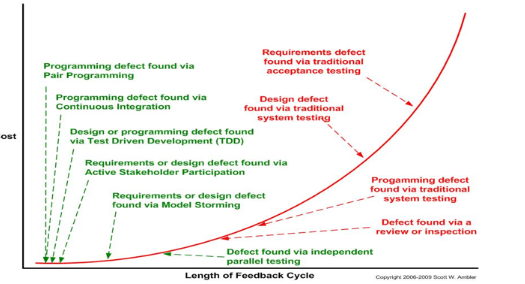 Requirements defect
found via traditional
acceptance testing
Programming defect found via
Pair Programming
Programming defect found via
Continuous Integration
Design defect
found via traditional
system testing
Design or programming defect found
via Test Driven Development (TDD)
Requirements or design defect found via
Active Stakeholder Participation
Requirements or design defect
found via Model Storming
Progamming defect
found via traditional
system testing
Defect found via a
review or inspection
Defect found via independent
parallel testing
ost
Length of Feedback Cycle
Copyright 2006-2009 Scott W. Ambler